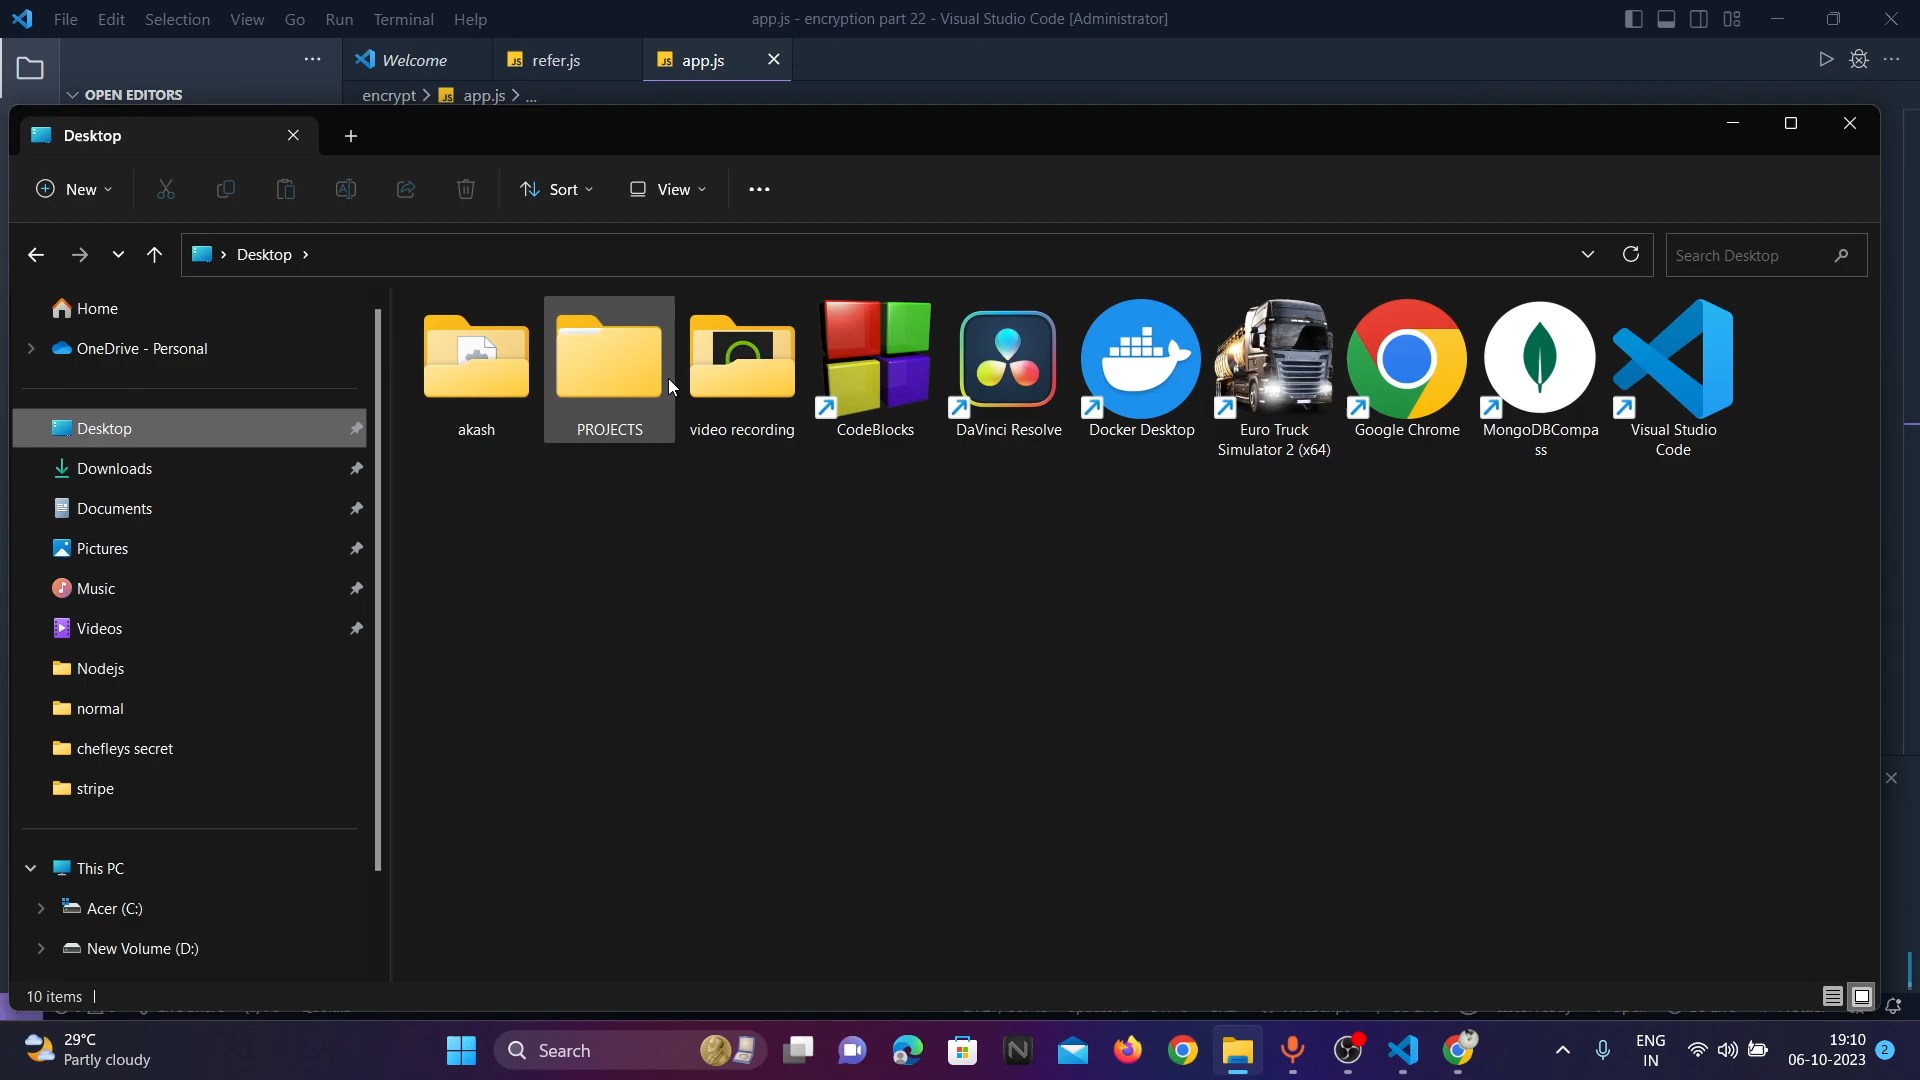 File Edit Selection View Go Run Terminal Help
app.js - encryption part 22 - Visual Studio Code [Administrator]
OPEN EDITORS
Welcome
refer.js
app.js
encrypt > app.js > ...
Desktop
New
Sort
View
Desktop
Search Desktop
Home
OneDrive - Personal
Desktop
Downloads
Documents
Pictures
Music
Videos
Nodejs
normal
chefleys secret
stripe
This PC
Acer (C:)
New Volume (D:)
akash
PROJECTS
video recording
CodeBlocks
DaVinci Resolve
Docker Desktop
Euro Truck
Simulator 2 (x64)
Google Chrome
MongoDBCompa
ss
Visual Studio
Code
10 items
29°C
Partly cloudy
Search
ENG
IN
19:10
06-10-2023
2